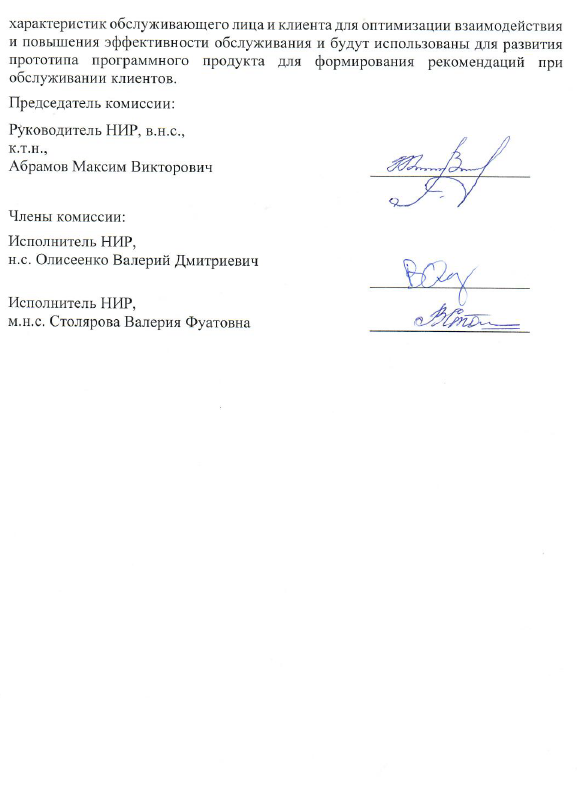 характеристик обслуживающего лица и клиента для оптимизации взаимодействия
и повышения эффективности обслуживания и будут использованы для развития
прототипа программного продукта для формирования рекомендаций при
обслуживании клиентов.
Председатель комиссии:
Руководитель НИР, в.н.с.,
к.т.н.,
Абрамов Максим Викторович
Члены комиссии:
Исполнитель НИР,
н.с. Олисеенко Валерий Дмитриевич
Исполнитель НИР,
м.н.с. Столярова Валерия Фуатовна